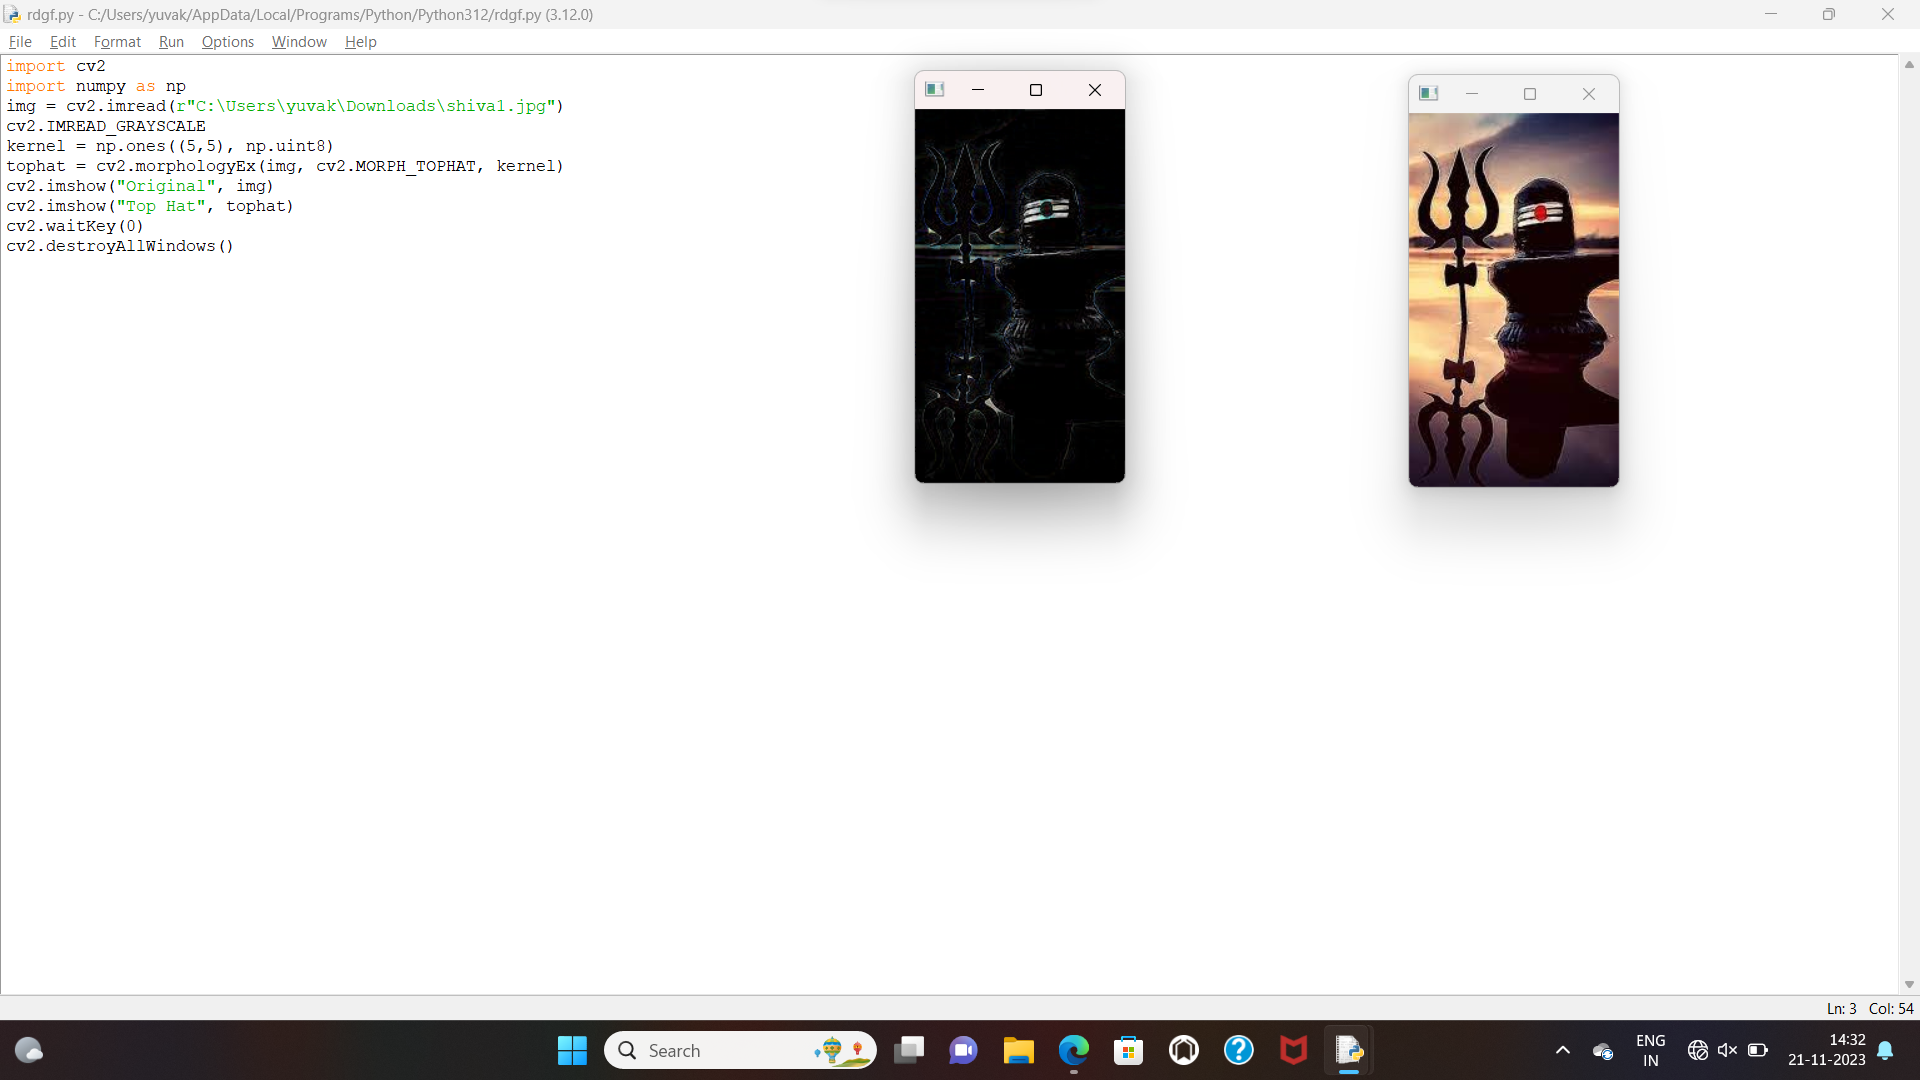 rdgf.py - C:/Users/yuvak/AppData/Local/Programs/Python/Python312/rdgf.py (3.12.0)
File Edit Format Run Options Window Help
import cv2
import numpy as np
img = cv2.imread(r"C:\Users\yuvak\Downloads\shiva1.jpg")
cv2.IMREAD_GRAYSCALE
kernel = np.ones((5,5), np.uint8)
tophat = cv2.morphologyEx(img, cv2.MORPH_TOPHAT, kernel)
cv2.imshow("Original", img)
cv2.imshow("Top Hat", tophat)
cv2.waitKey(0)
cv2.destroyAllWindows()
Ln: 3 Col: 54
Search
ENG
IN
14:32
21-11-2023